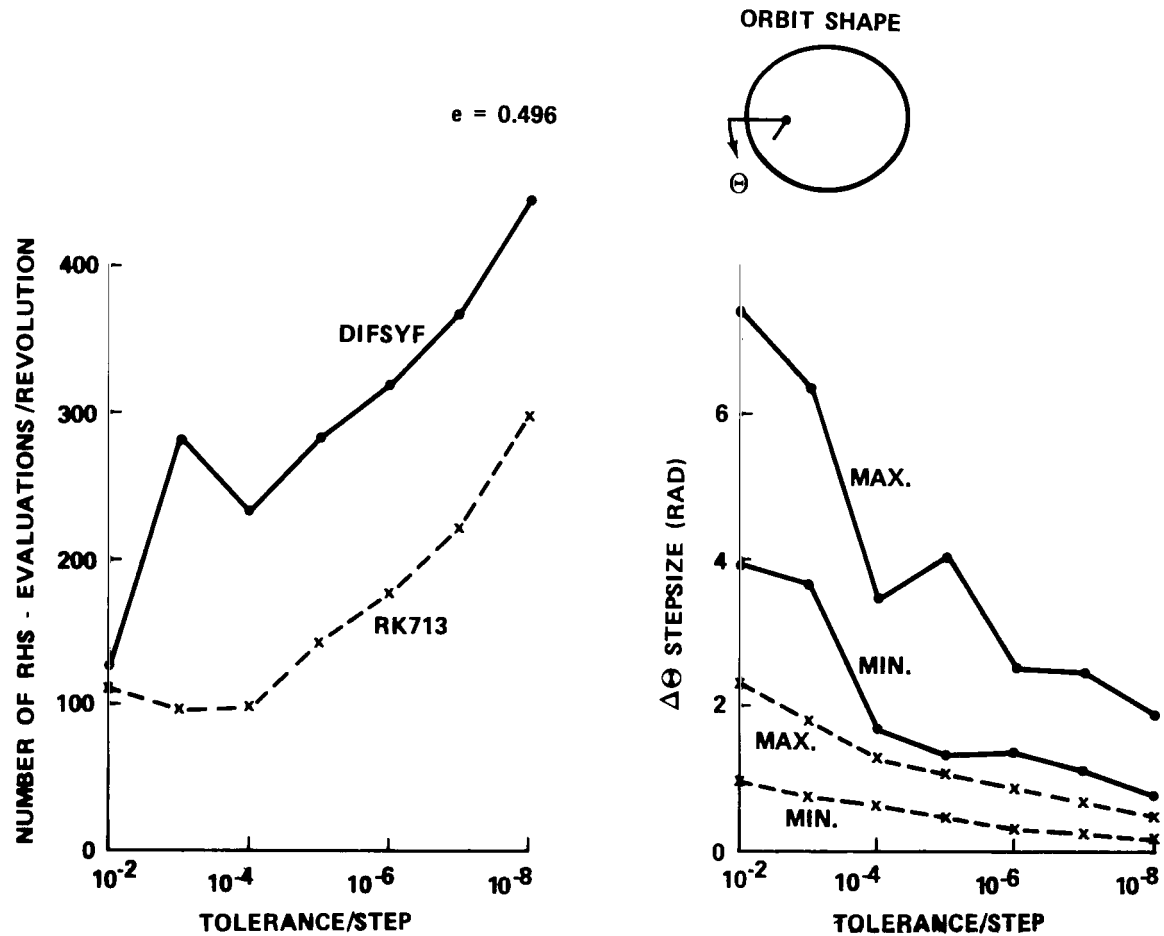 ORBIT SHAPE
e = 0.496
Θ
NUMBER OF RHS - EVALUATIONS/REVOLUTION
400
300
200
100
0
DIFSYF
RK713
10-2
10-4
10-6
10-8
TOLERANCE/STEP
ΔΘ STEPSIZE (RAD)
6
4
2
0
MAX.
MIN.
MAX.
MIN.
10-2
10-4
10-6
10-8
TOLERANCE/STEP